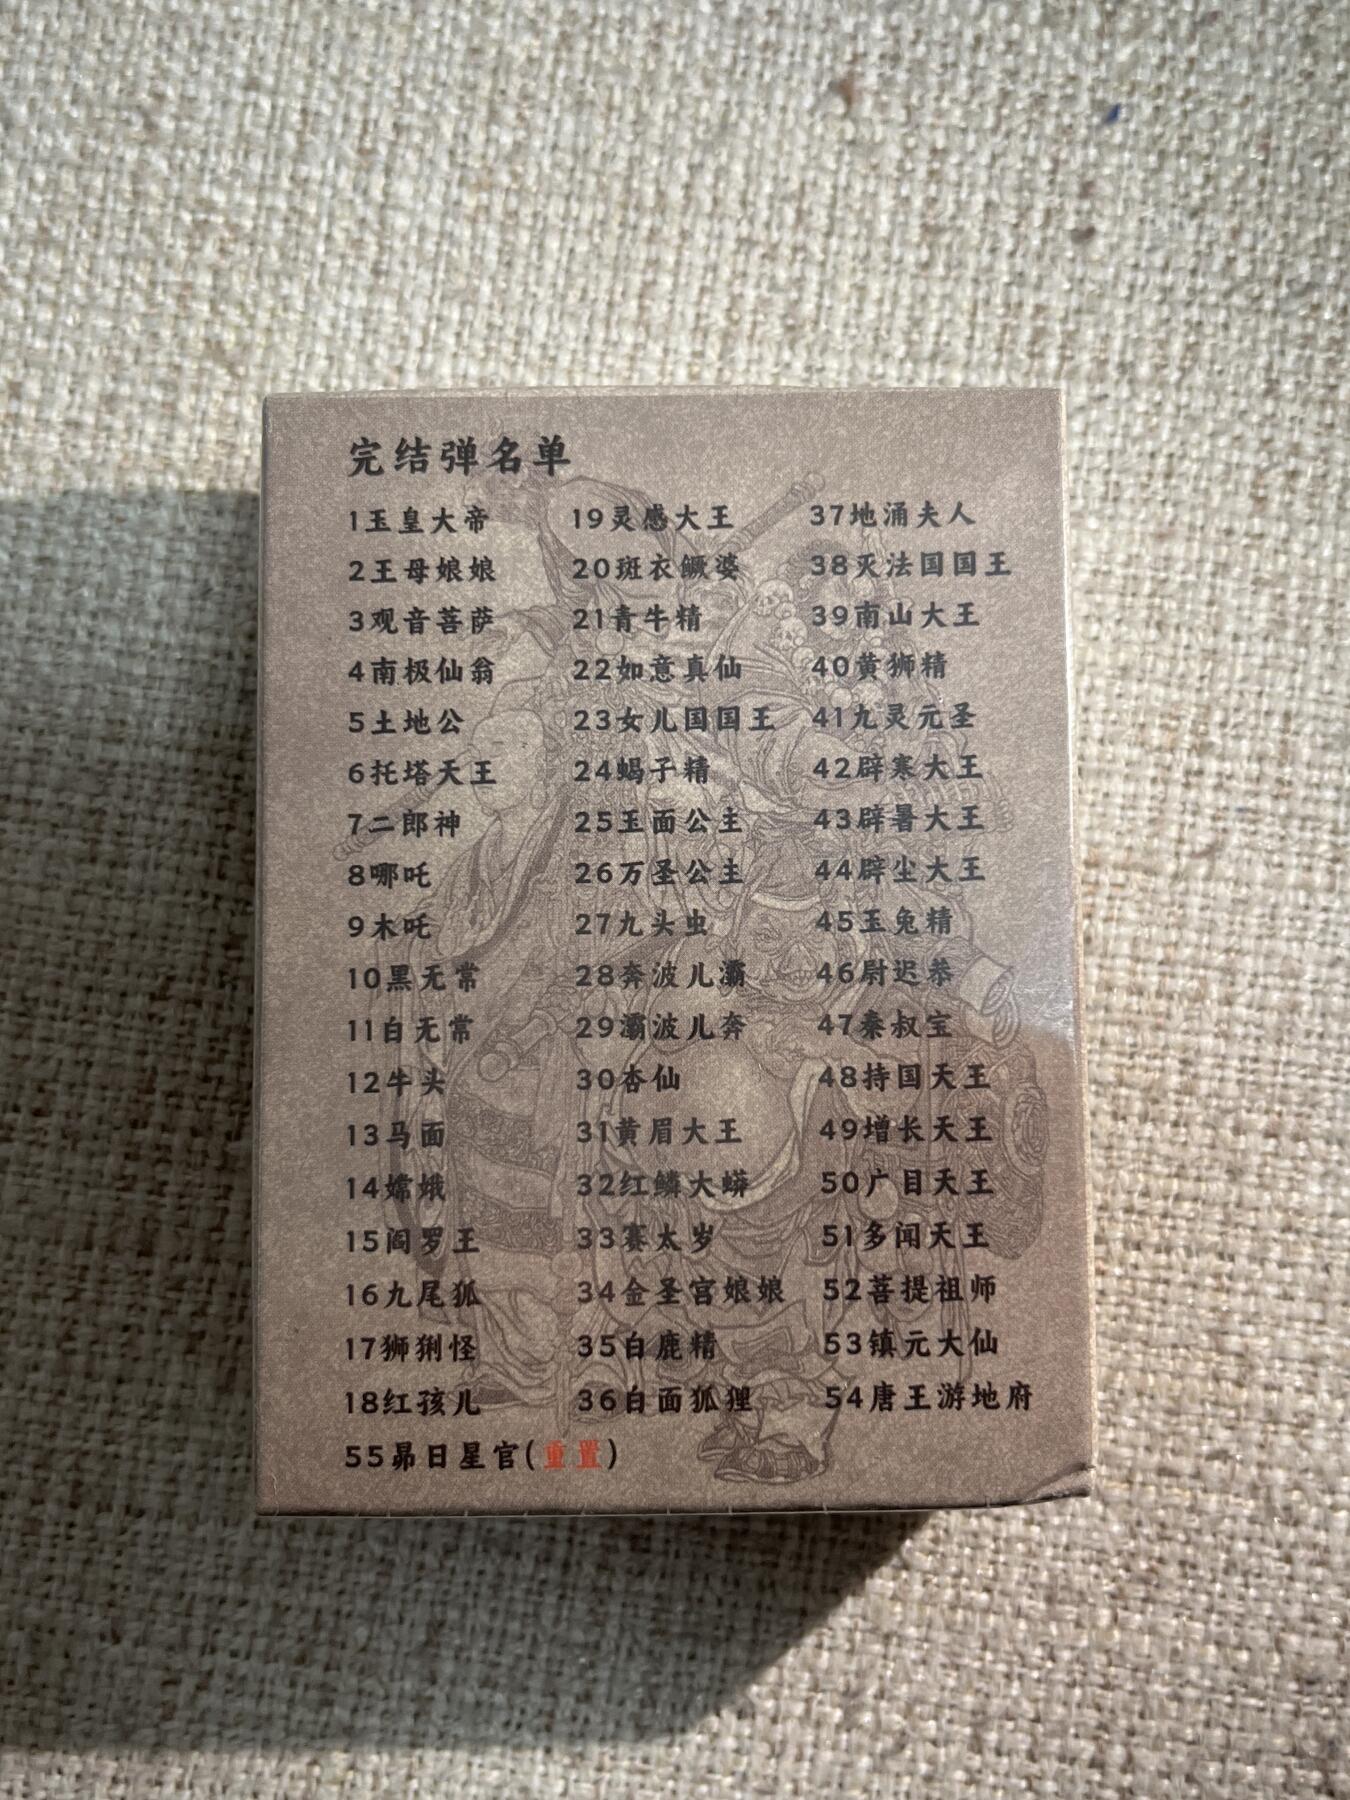 完结弹名单
1玉皇大帝
2王母娘娘
3观音菩萨
4南极仙翁
5土地公
6托塔天王
7二郎神
8哪吒
9木吒
10黑无常
11白无常
12牛头
13马面
14嫦娥
15阎罗王
16九尾狐
17狮猁怪
18红孩儿
19灵感大王
20斑衣鳜婆
21青牛精
22如意真仙
23女儿国国王
24蝎子精
25玉面公主
26万圣公主
27九头虫
28奔波儿灞
29灞波儿奔
30杏仙
31黄眉大王
32红鳞大蟒
33赛太岁
34金圣宫娘娘
35白鹿精
36白面狐狸
37地涌夫人
38灭法国国王
39南山大王
40黄狮精
41九灵元圣
42辟寒大王
43辟暑大王
44辟尘大王
45玉兔精
46尉迟恭
47秦叔宝
48持国天王
49增长天王
50广目天王
51多闻天王
52菩提祖师
53镇元大仙
54唐王游地府
55昴日星官(重置)